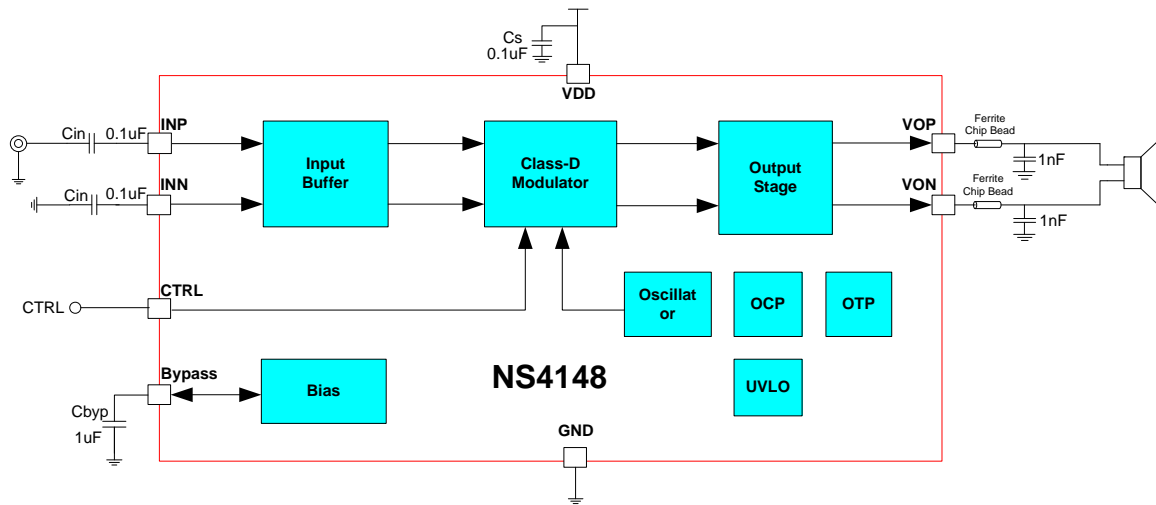 Cs
0.1uF
VDD
Cin
0.1uF
INP
Input
Buffer
Class-D
Modulator
Output
Stage
VOP
Ferrite
Chip Bead
1nF
Cin
0.1uF
INN
VON
Ferrite
Chip Bead
1nF
CTRL
CTRL
Oscillat
or
OCP
OTP
Bypass
Bias
NS4148
UVLO
Cbyp
1uF
GND